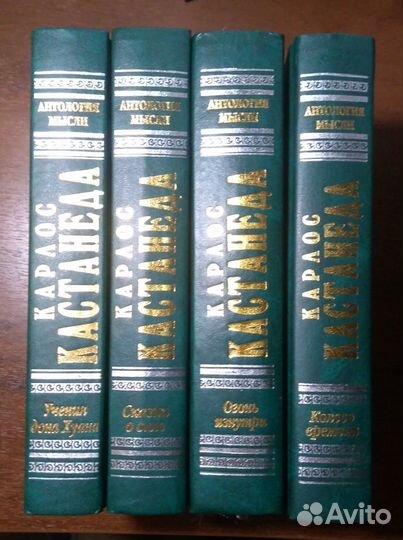 АНТОЛОГИЯ
МЫСЛИ
КАРЛОС
КАСТАНЕДА
Учения
дона Хуана
АНТОЛОГИЯ
МЫСЛИ
КАРЛОС
КАСТАНЕДА
Сказки
о силе
АНТОЛОГИЯ
МЫСЛИ
КАРЛОС
КАСТАНЕДА
Огонь
изнутри
АНТОЛОГИЯ
МЫСЛИ
КАРЛОС
КАСТАНЕДА
Колесо
времени
Avito